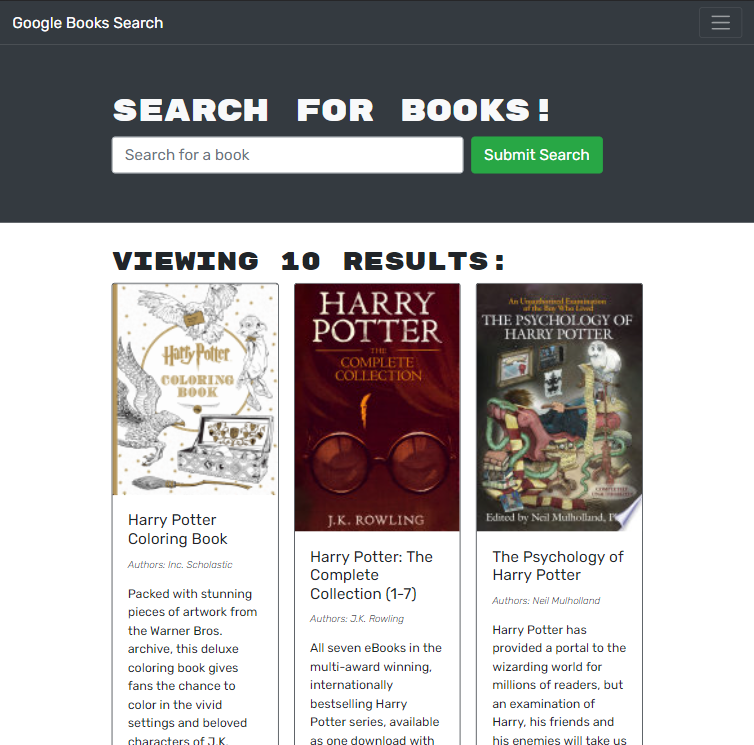 Google Books Search
SEARCH FOR BOOKS!
Search for a book
Submit Search
VIEWING 10 RESULTS:
Harry Potter
COLORING
BOOK
Harry Potter
Coloring Book
Authors: Inc. Scholastic
Packed with stunning
pieces of artwork from
the Warner Bros.
archive, this deluxe
coloring book gives
fans the chance to
color in the vivid
settings and beloved
characters of J.K.
HARRY
POTTER
THE
COMPLETE
COLLECTION
J.K. ROWLING
Harry Potter: The
Complete
Collection (1-7)
Authors: J.K. Rowling
All seven eBooks in the
multi-award winning,
internationally
bestselling Harry
Potter series, available
as one download with
An Unauthorized Examination
of the Boy Who Lived
THE PSYCHOLOGY OF
HARRY POTTER
Edited by Neil Mulholland,
The Psychology of
Harry Potter
Authors: Neil Mulholland
Harry Potter has
provided a portal to the
wizarding world for
millions of readers, but
an examination of
Harry, his friends and
his enemies will take us